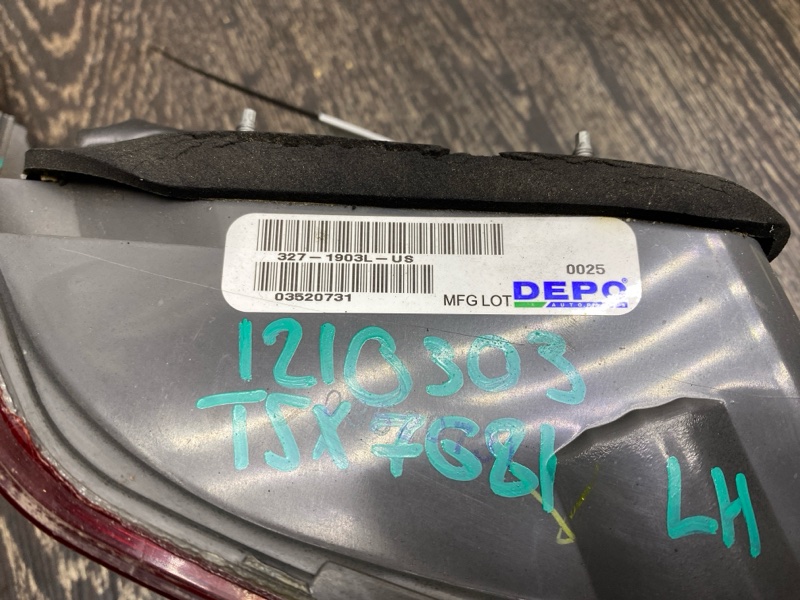 327-1903L-US
0025
03520731
MFG LOT DEPO
1210303
TSX 7681
LH